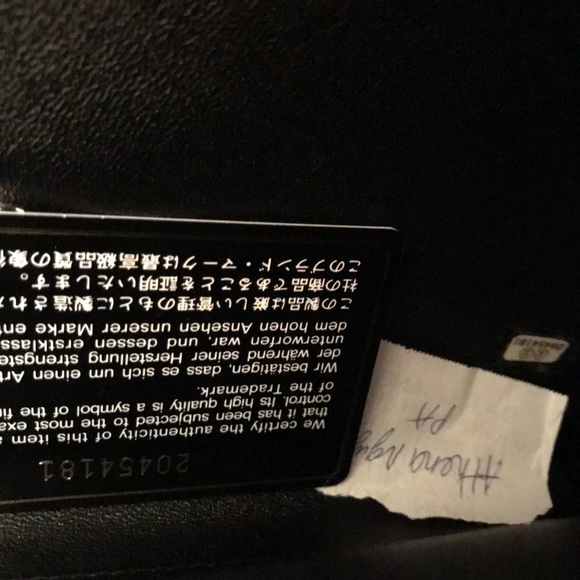 20454181
We certify the authenticity of this item
that it has been subjected to the most
control. Its high quality is a symbol of the
of the Trademark.
Wir bestätigen, dass es sich um einen
der während seiner Herstellung
unterworfen war, und dessen
dem hohen Ansehen unserer Marke
この製品は厳しい管理のもとに製造され
社の商品であることを証明いたします。
このブランド・マークは最高級品質の
Athena
PA
20454181